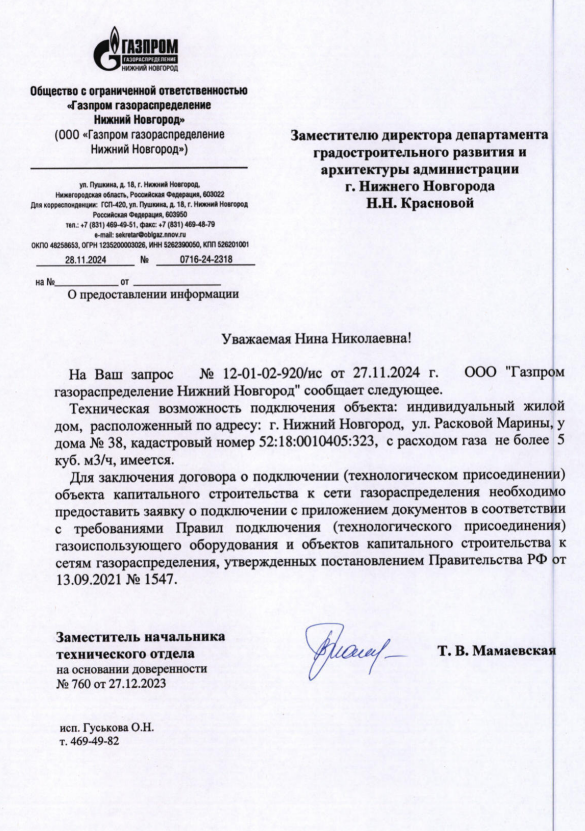 ГАЗПРОМ
ГАЗОРАСПРЕДЕЛЕНИЕ
НИЖНИЙ НОВГОРОД
Общество с ограниченной ответственностью
«Газпром газораспределение
Нижний Новгород»
(ООО «Газпром газораспределение
Нижний Новгород»)
ул. Пушкина, д. 18, г. Нижний Новгород,
Нижегородская область, Российская Федерация, 603022
Для корреспонденции: ГСП-420, ул. Пушкина, д. 18, г. Нижний Новгород
Российская Федерация, 603950
тел.: +7 (831) 469-49-51, факс: +7 (831) 469-48-79
e-mail: sekretar@oblgaz.nnov.ru
ОКПО 48258653, ОГРН 1235200003026, ИНН 5262390050, КПП 526201001
28.11.2024 № 0716-24-2318
на № от
О предоставлении информации
Заместителю директора департамента
градостроительного развития и
архитектуры администрации
г. Нижнего Новгорода
Н.Н. Красновой
Уважаемая Нина Николаевна!
На Ваш запрос № 12-01-02-920/ис от 27.11.2024 г. ООО "Газпром
газораспределение Нижний Новгород" сообщает следующее.
Техническая возможность подключения объекта: индивидуальный жилой
дом, расположенный по адресу: г. Нижний Новгород, ул. Расковой Марины, у
дома № 38, кадастровый номер 52:18:0010405:323, с расходом газа не более 5
куб. м3/ч, имеется.
Для заключения договора о подключении (технологическом присоединении)
объекта капитального строительства к сети газораспределения необходимо
предоставить заявку о подключении с приложением документов в соответствии
с требованиями Правил подключения (технологического присоединения)
газоиспользующего оборудования и объектов капитального строительства к
сетям газораспределения, утвержденных постановлением Правительства РФ от
13.09.2021 № 1547.
Заместитель начальника
технического отдела
на основании доверенности
№ 760 от 27.12.2023
Т. В. Мамаевская
исп. Гуськова О.Н.
т. 469-49-82